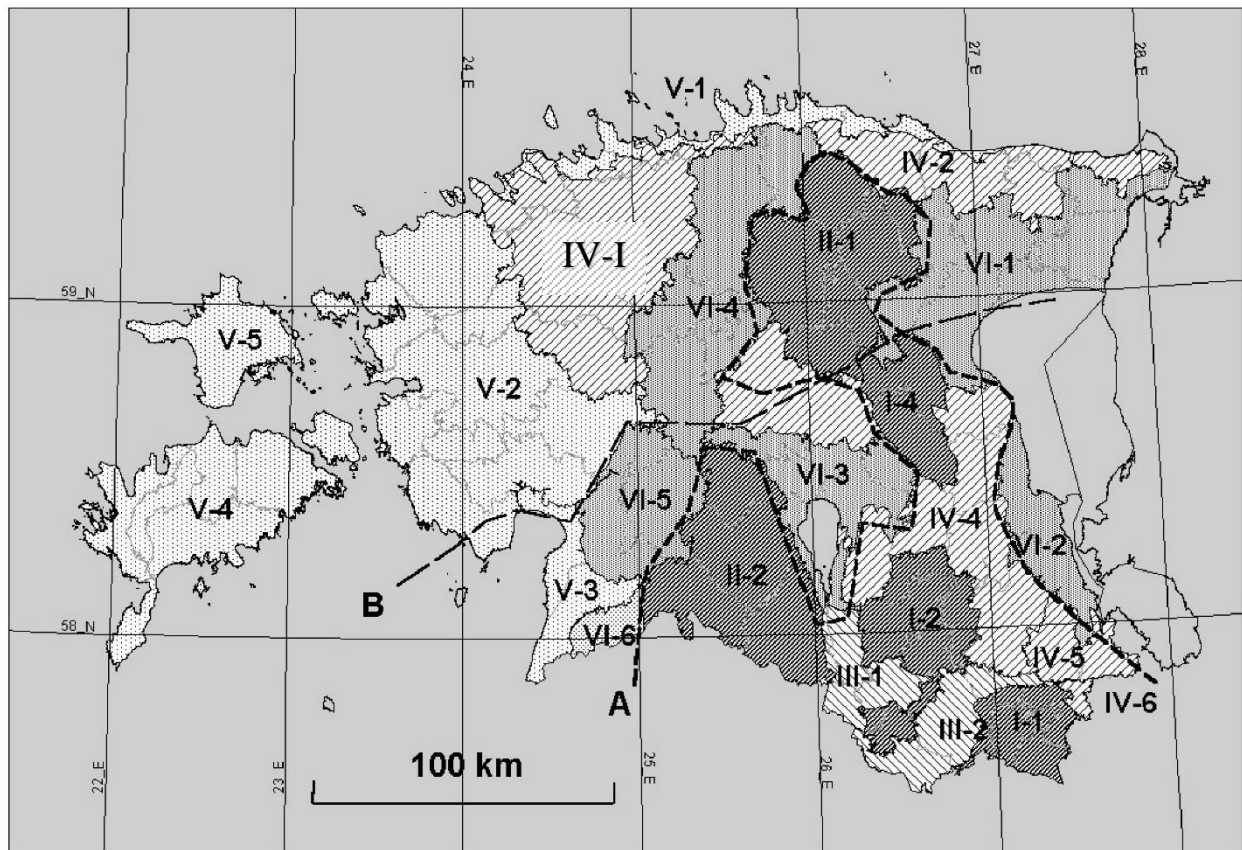 V-1
24_E
27_E
28_E
IV-2
IV-I
II-1
VI-1
59_N
VI-4
V-5
V-2
I-4
V-4
VI-5
VI-3
IV-4
VI-2
II-2
B
V-3
I-2
58_N
VI-6
IV-5
III-1
A
IV-6
III-2
I-1
100 km
22_E
23_E
25_E
26_E